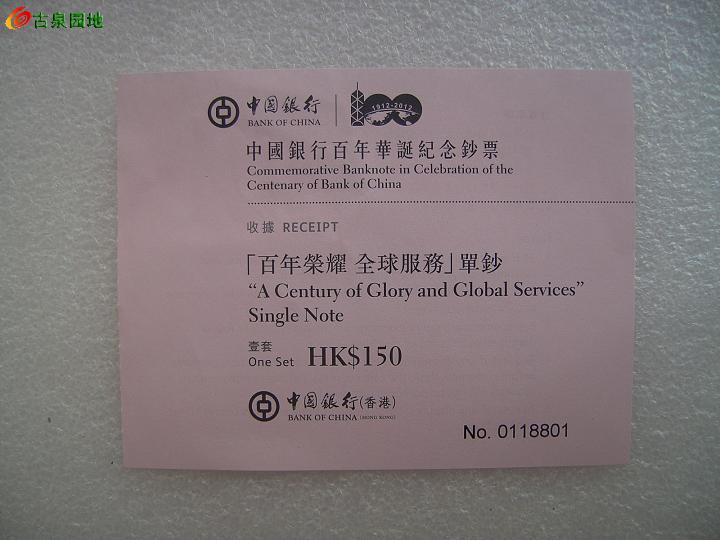 古泉园地
中國銀行
BANK OF CHINA
1912-2012
中國銀行百年華誕紀念鈔票
Commemorative Banknote in Celebration of the
Centenary of Bank of China
收據 RECEIPT
「百年榮耀 全球服務」單鈔
“A Century of Glory and Global Services”
Single Note
壹套
One Set HK$150
中國銀行(香港)
BANK OF CHINA (HONG KONG)
No. 0118801